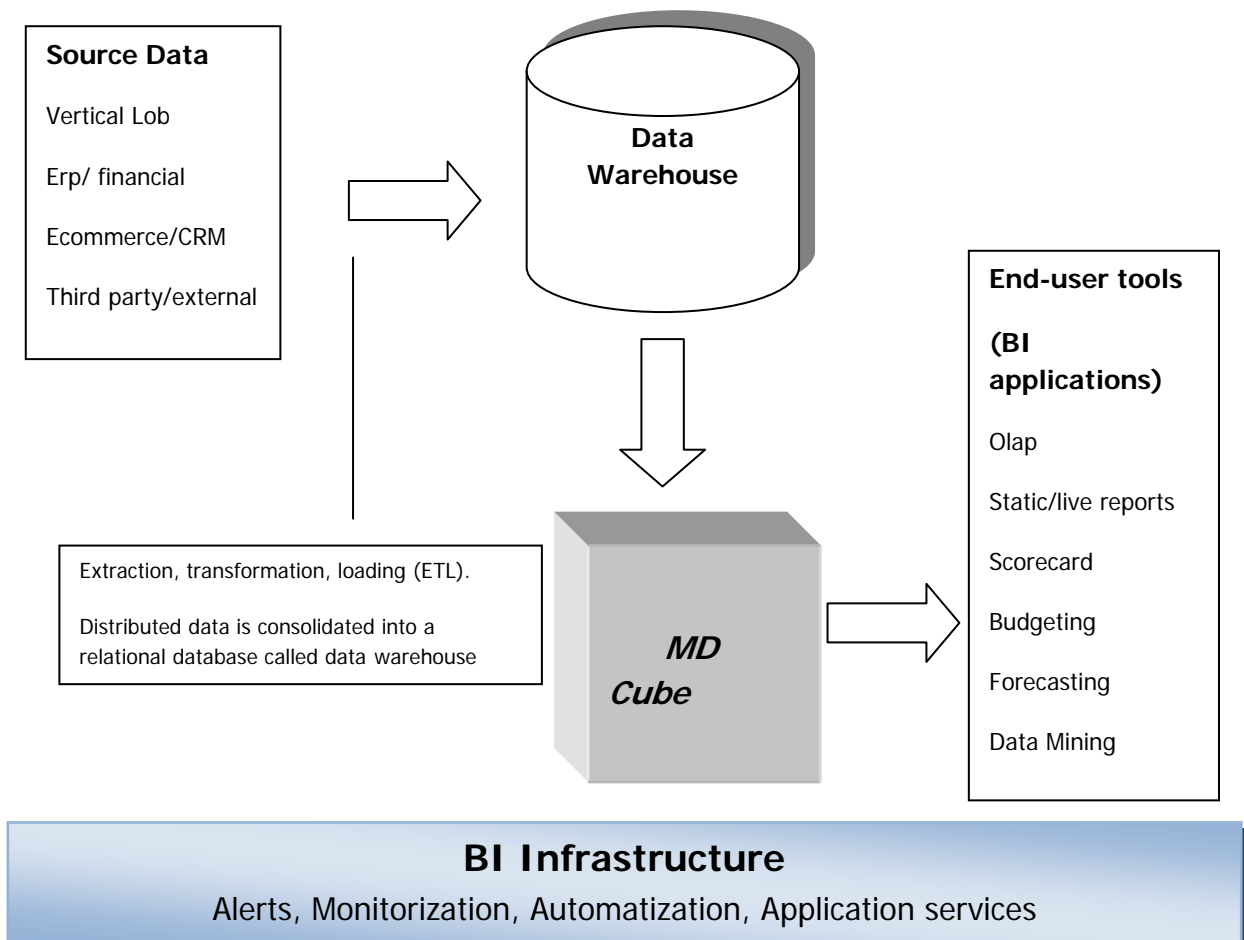 Source Data
Vertical Lob
Erp/ financial
Ecommerce/CRM
Third party/external
Data
Warehouse
Extraction, transformation, loading (ETL).
Distributed data is consolidated into a
relational database called data warehouse
MD
Cube
End-user tools
(BI
applications)
Olap
Static/live reports
Scorecard
Budgeting
Forecasting
Data Mining
BI Infrastructure
Alerts, Monitorization, Automatization, Application services